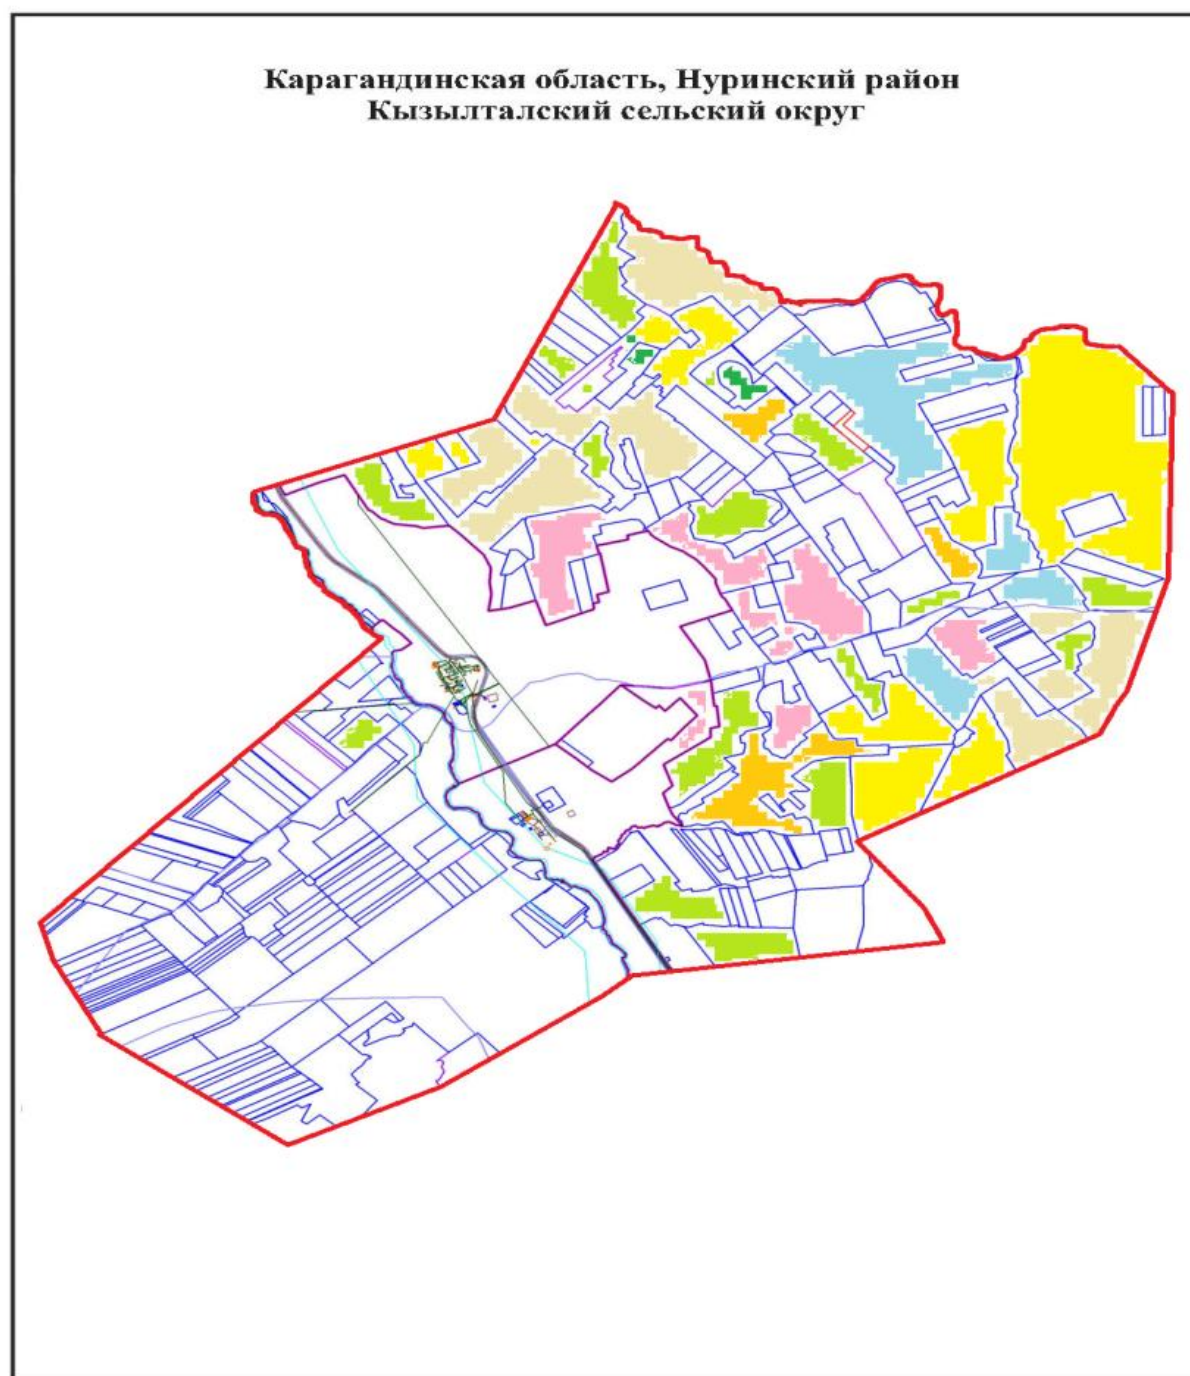 Карагандинская область, Нуринский район
Кызылталский сельский округ